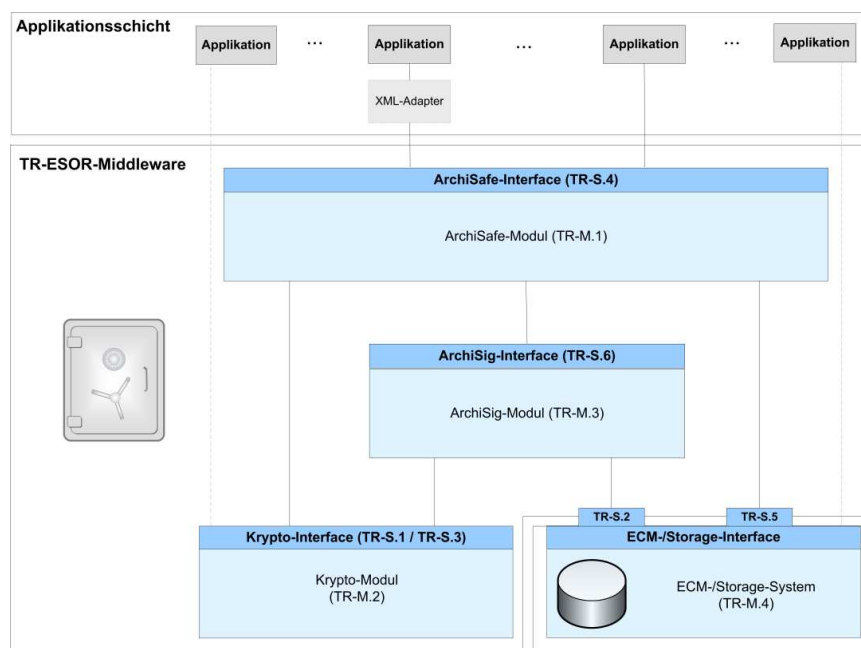 Applikationsschicht
Applikation ... Applikation ... Applikation ... Applikation
XML-Adapter
TR-ESOR-Middleware
ArchiSafe-Interface (TR-S.4)
ArchiSafe-Modul (TR-M.1)
ArchiSig-Interface (TR-S.6)
ArchiSig-Modul (TR-M.3)
TR-S.2 TR-S.5
Krypto-Interface (TR-S.1 / TR-S.3)
Krypto-Modul
(TR-M.2)
ECM-/Storage-Interface
ECM-/Storage-System
(TR-M.4)